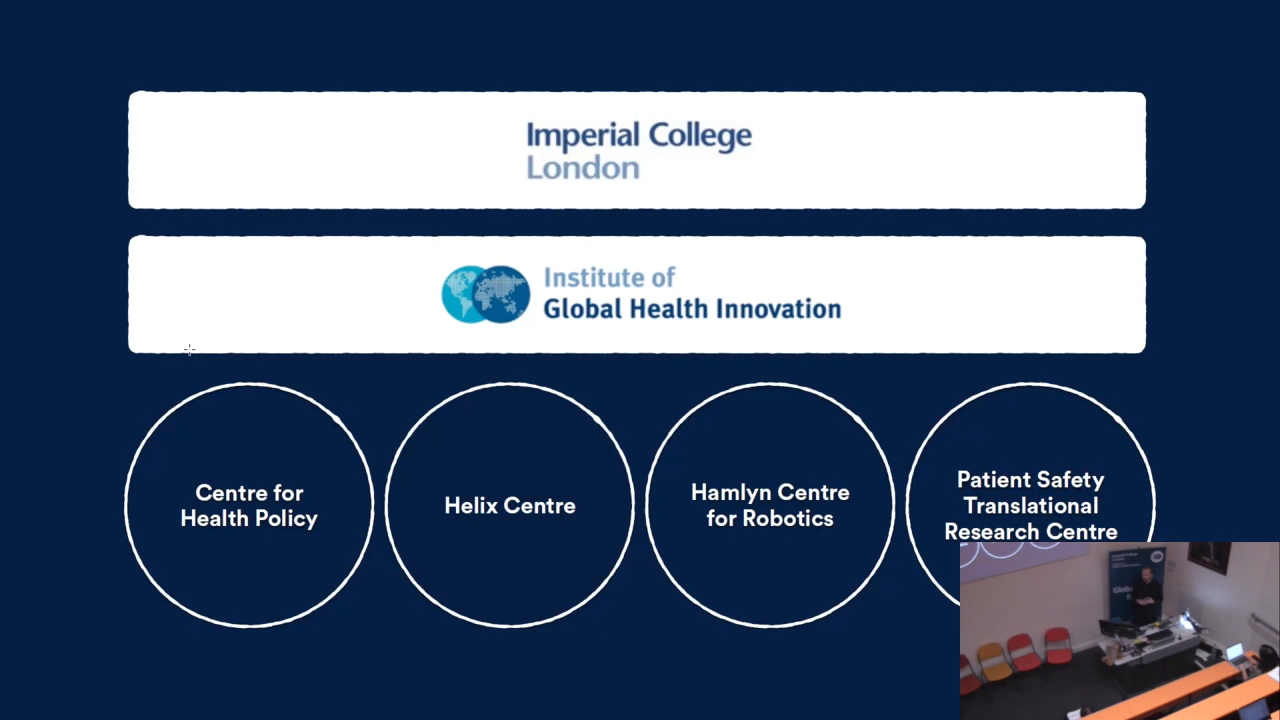 Imperial College
London
Institute of
Global Health Innovation
Centre for
Health Policy
Helix Centre
Hamlyn Centre
for Robotics
Patient Safety
Translational
Research Centre